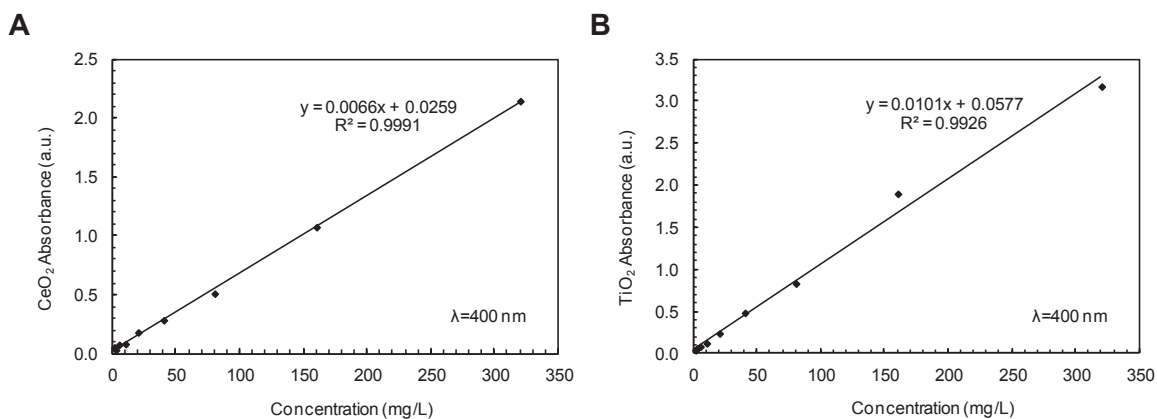 A
CeO₂ Absorbance (a.u.)
2.5
2.0
1.5
1.0
0.5
0.0
y = 0.0066x + 0.0259
R² = 0.9991
λ=400 nm
0 50 100 150 200 250 300 350
Concentration (mg/L)
B
TiO₂ Absorbance (a.u.)
3.5
3.0
2.5
2.0
1.5
1.0
0.5
0.0
y = 0.0101x + 0.0577
R² = 0.9926
λ=400 nm
0 50 100 150 200 250 300 350
Concentration (mg/L)